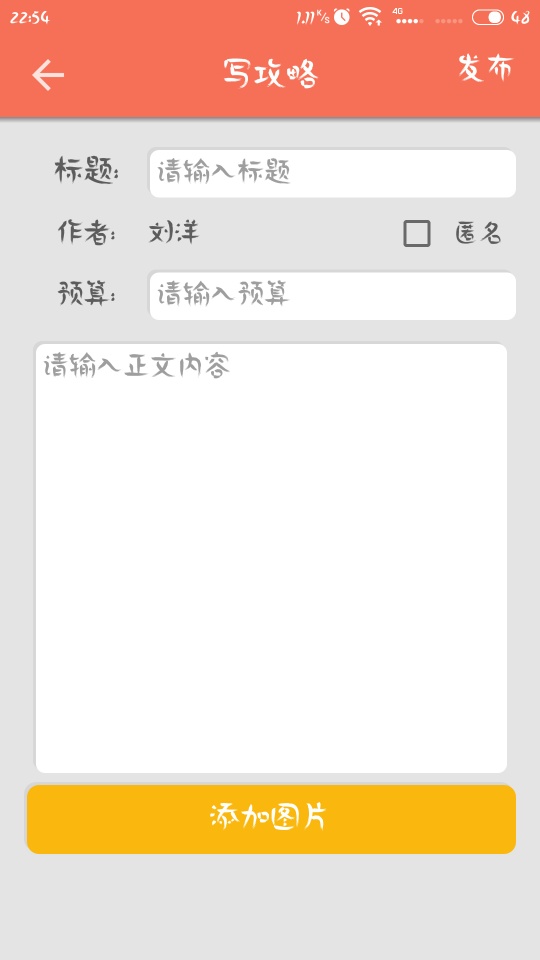 22:54 1.11 K/s 4G 48
写攻略 发布
标题: 请输入标题
作者: 刘洋 匿名
预算: 请输入预算
请输入正文内容
添加图片